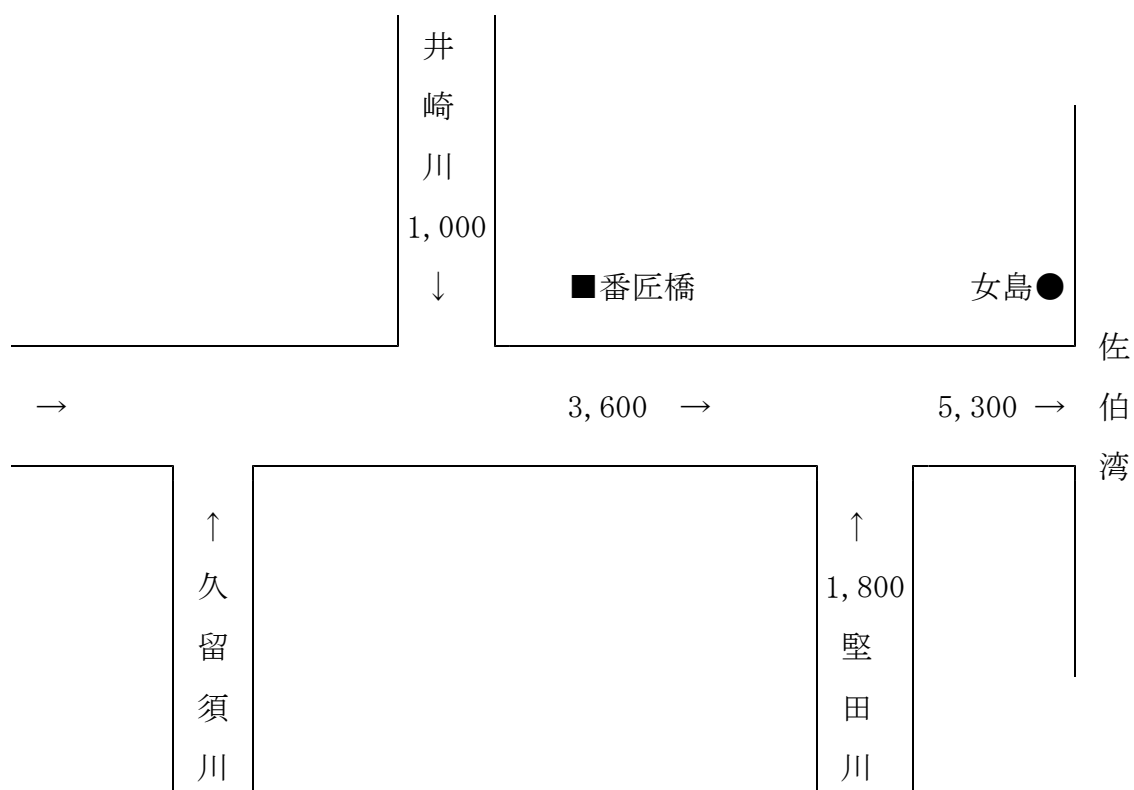 井崎川
1,000
↓
■番匠橋
女島●
佐伯湾
→
3,600 →
5,300 →
↑
久留須川
↑
1,800
堅田川